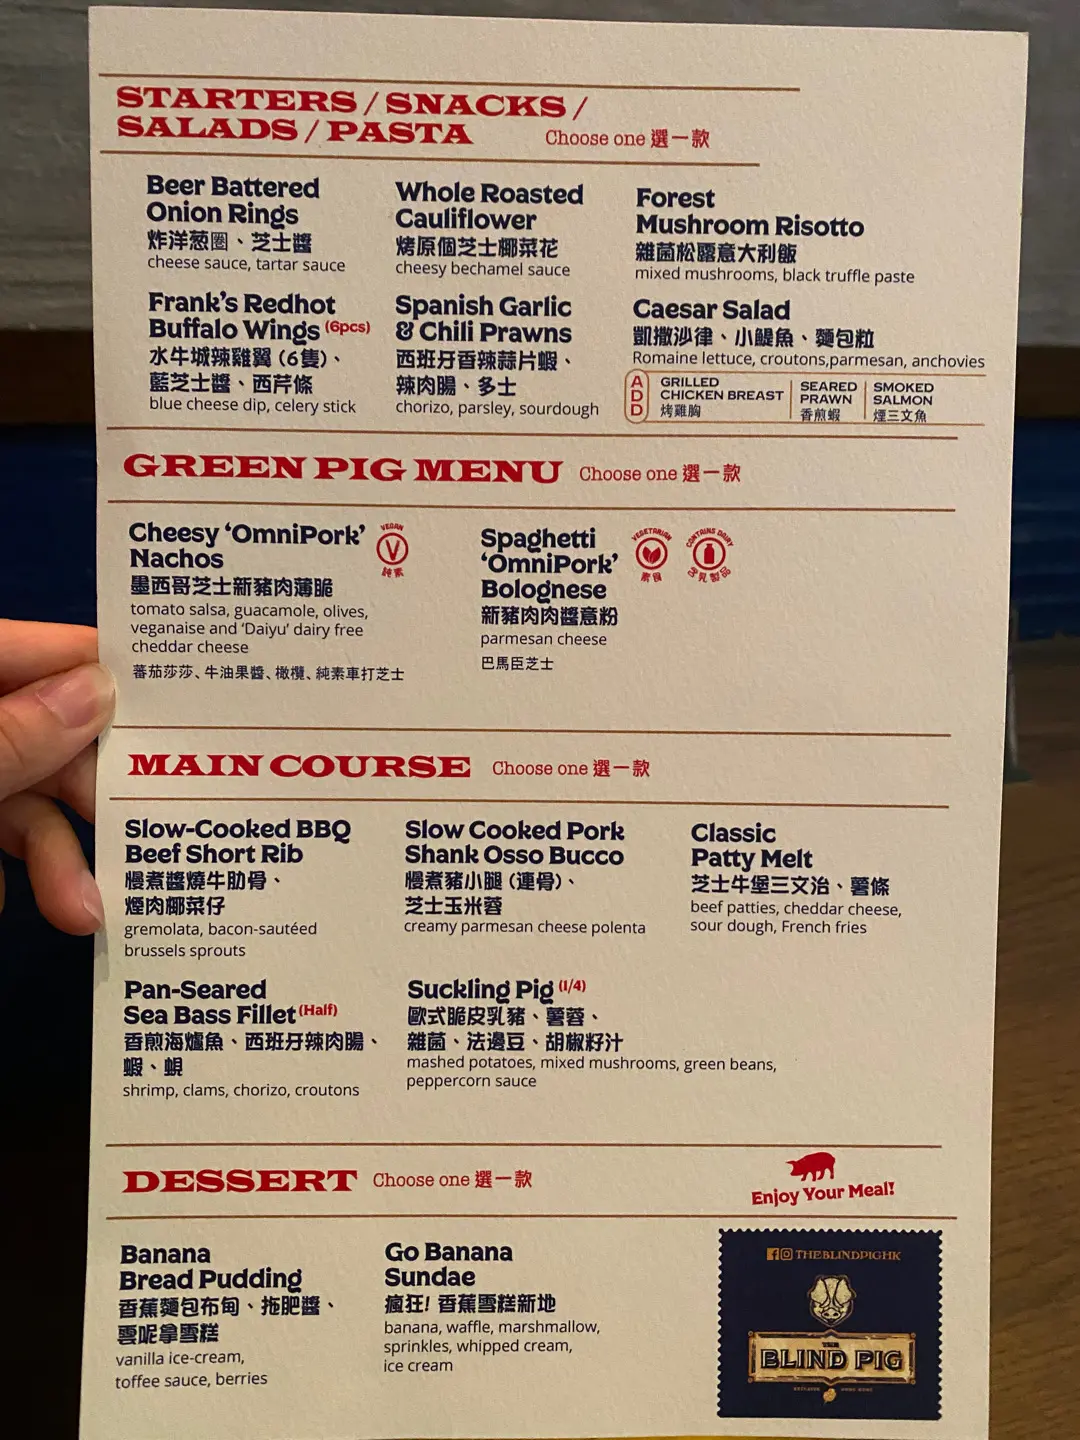 STARTERS / SNACKS /
SALADS / PASTA Choose one 選一款
Beer Battered
Onion Rings
炸洋葱圈、芝士醬
cheese sauce, tartar sauce
Whole Roasted
Cauliflower
烤原個芝士椰菜花
cheesy bechamel sauce
Forest
Mushroom Risotto
雜菌松露意大利飯
mixed mushrooms, black truffle paste
Frank's Redhot
Buffalo Wings (6pcs)
水牛城辣雞翼 (6隻)、
藍芝士醬、西芹條
blue cheese dip, celery stick
Spanish Garlic
& Chili Prawns
西班牙香辣蒜片蝦、
辣肉腸、多士
chorizo, parsley, sourdough
Caesar Salad
凱撒沙律、小鯷魚、麵包粒
Romaine lettuce, croutons,parmesan, anchovies
ADD
GRILLED
CHICKEN BREAST
烤雞胸
SEARED
PRAWN
香煎蝦
SMOKED
SALMON
煙三文魚
GREEN PIG MENU Choose one 選一款
Cheesy 'OmniPork'
Nachos
墨西哥芝士新豬肉薄脆
tomato salsa, guacamole, olives,
veganaise and 'Daiyu' dairy free
cheddar cheese
蕃茄莎莎、牛油果醬、橄欖、純素車打芝士
VEGAN
V
純素
Spaghetti
'OmniPork'
Bolognese
新豬肉肉醬意粉
parmesan cheese
巴馬臣芝士
VEGETARIAN
素食
CONTAINS DAIRY
含乳製品
MAIN COURSE Choose one 選一款
Slow-Cooked BBQ
Beef Short Rib
慢煮醬燒牛肋骨、
煙肉椰菜仔
gremolata, bacon-sautéed
brussels sprouts
Slow Cooked Pork
Shank Osso Bucco
慢煮豬小腿 (連骨)、
芝士玉米蓉
creamy parmesan cheese polenta
Classic
Patty Melt
芝士牛堡三文治、薯條
beef patties, cheddar cheese,
sour dough, French fries
Pan-Seared
Sea Bass Fillet (Half)
香煎海鱸魚、西班牙辣肉腸、
蝦、蜆
shrimp, clams, chorizo, croutons
Suckling Pig (1/4)
歐式脆皮乳豬、薯蓉、
雜菌、法邊豆、胡椒籽汁
mashed potatoes, mixed mushrooms, green beans,
peppercorn sauce
DESSERT Choose one 選一款
Enjoy Your Meal!
Banana
Bread Pudding
香蕉麵包布甸、拖肥醬、
雲呢拿雪糕
vanilla ice-cream,
toffee sauce, berries
Go Banana
Sundae
瘋狂! 香蕉雪糕新地
banana, waffle, marshmallow,
sprinkles, whipped cream,
ice cream
THEBLINDPIGHK
THE
BLIND PIG
HONG KONG